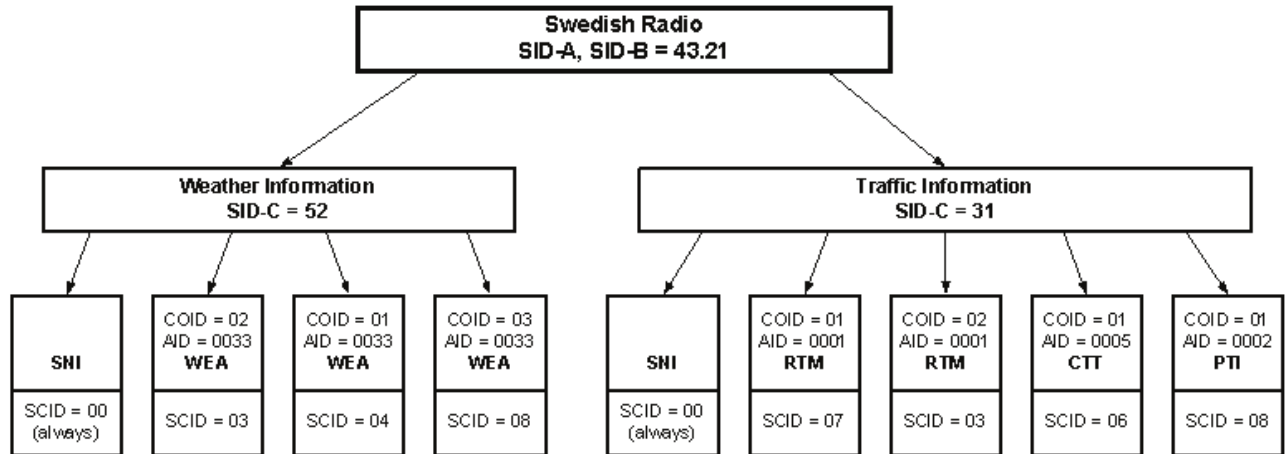 Swedish Radio
SID-A, SID-B = 43.21
Weather Information
SID-C = 52
Traffic Information
SID-C = 31
SNI
SCID = 00
(always)
COID = 02
AID = 0033
WEA
SCID = 03
COID = 01
AID = 0033
WEA
SCID = 04
COID = 03
AID = 0033
WEA
SCID = 08
SNI
SCID = 00
(always)
COID = 01
AID = 0001
RTM
SCID = 07
COID = 02
AID = 0001
RTM
SCID = 03
COID = 01
AID = 0005
CTT
SCID = 06
COID = 01
AID = 0002
PTI
SCID = 08